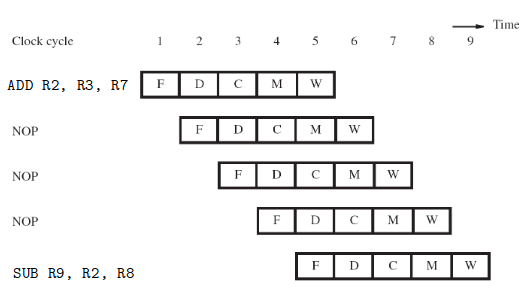 Time
Clock cycle 1 2 3 4 5 6 7 8 9
ADD R2, R3, R7 F D C M W
NOP F D C M W
NOP F D C M W
NOP F D C M W
SUB R9, R2, R8 F D C M W